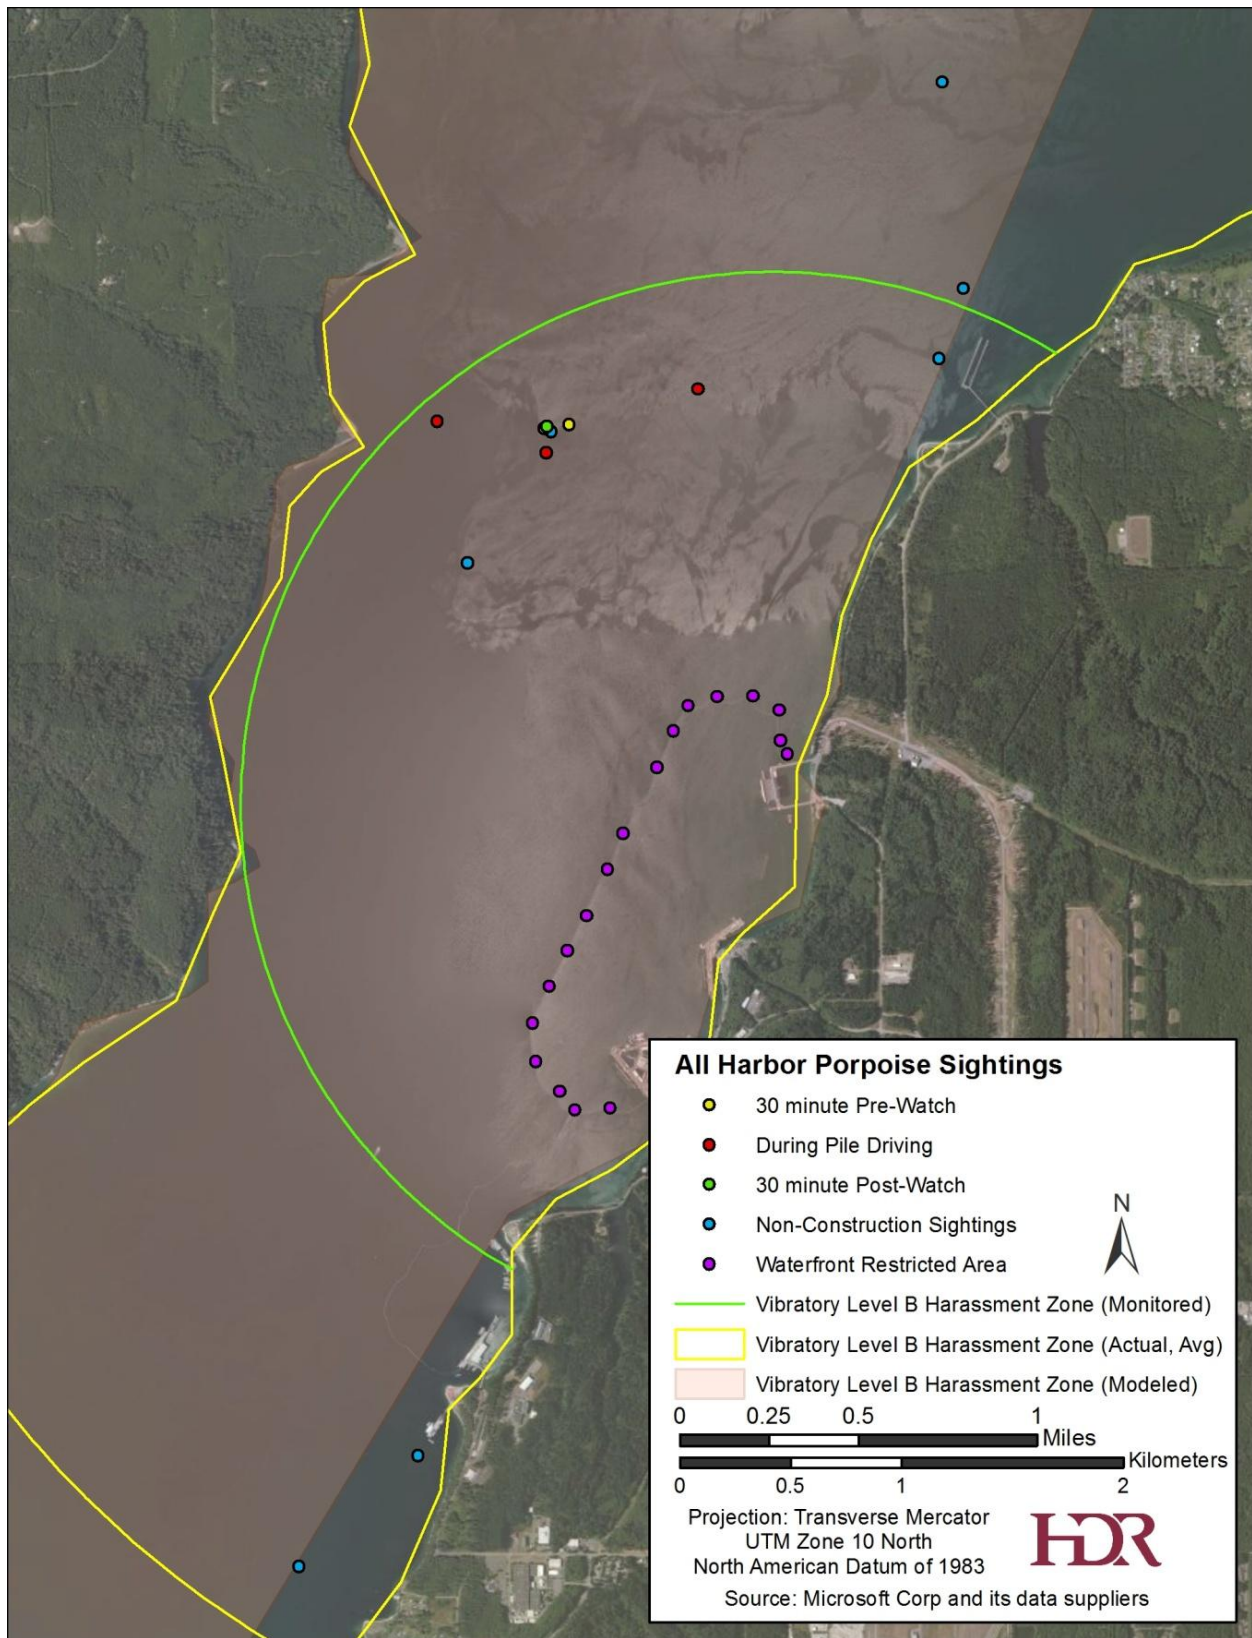 All Harbor Porpoise Sightings
30 minute Pre-Watch
During Pile Driving
30 minute Post-Watch
Non-Construction Sightings
N
Waterfront Restricted Area
Vibratory Level B Harassment Zone (Monitored)
Vibratory Level B Harassment Zone (Actual, Avg)
Vibratory Level B Harassment Zone (Modeled)
0 0.25 0.5 1
Miles
Kilometers
0 0.5 1 2
Projection: Transverse Mercator
UTM Zone 10 North
North American Datum of 1983
HDR
Source: Microsoft Corp and its data suppliers